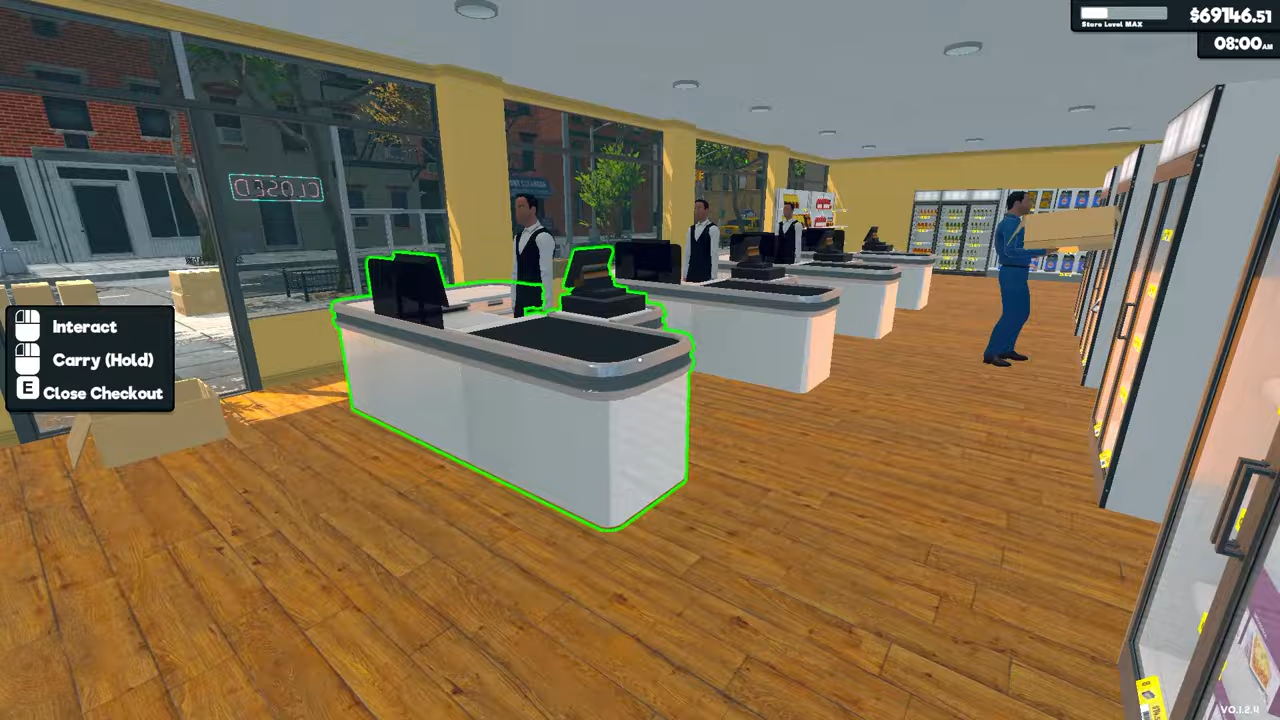 $69146.51
Store Level MAX
08:00AM
CLOSED
Interact
Carry (Hold)
E
Close Checkout
V0.1.2.4